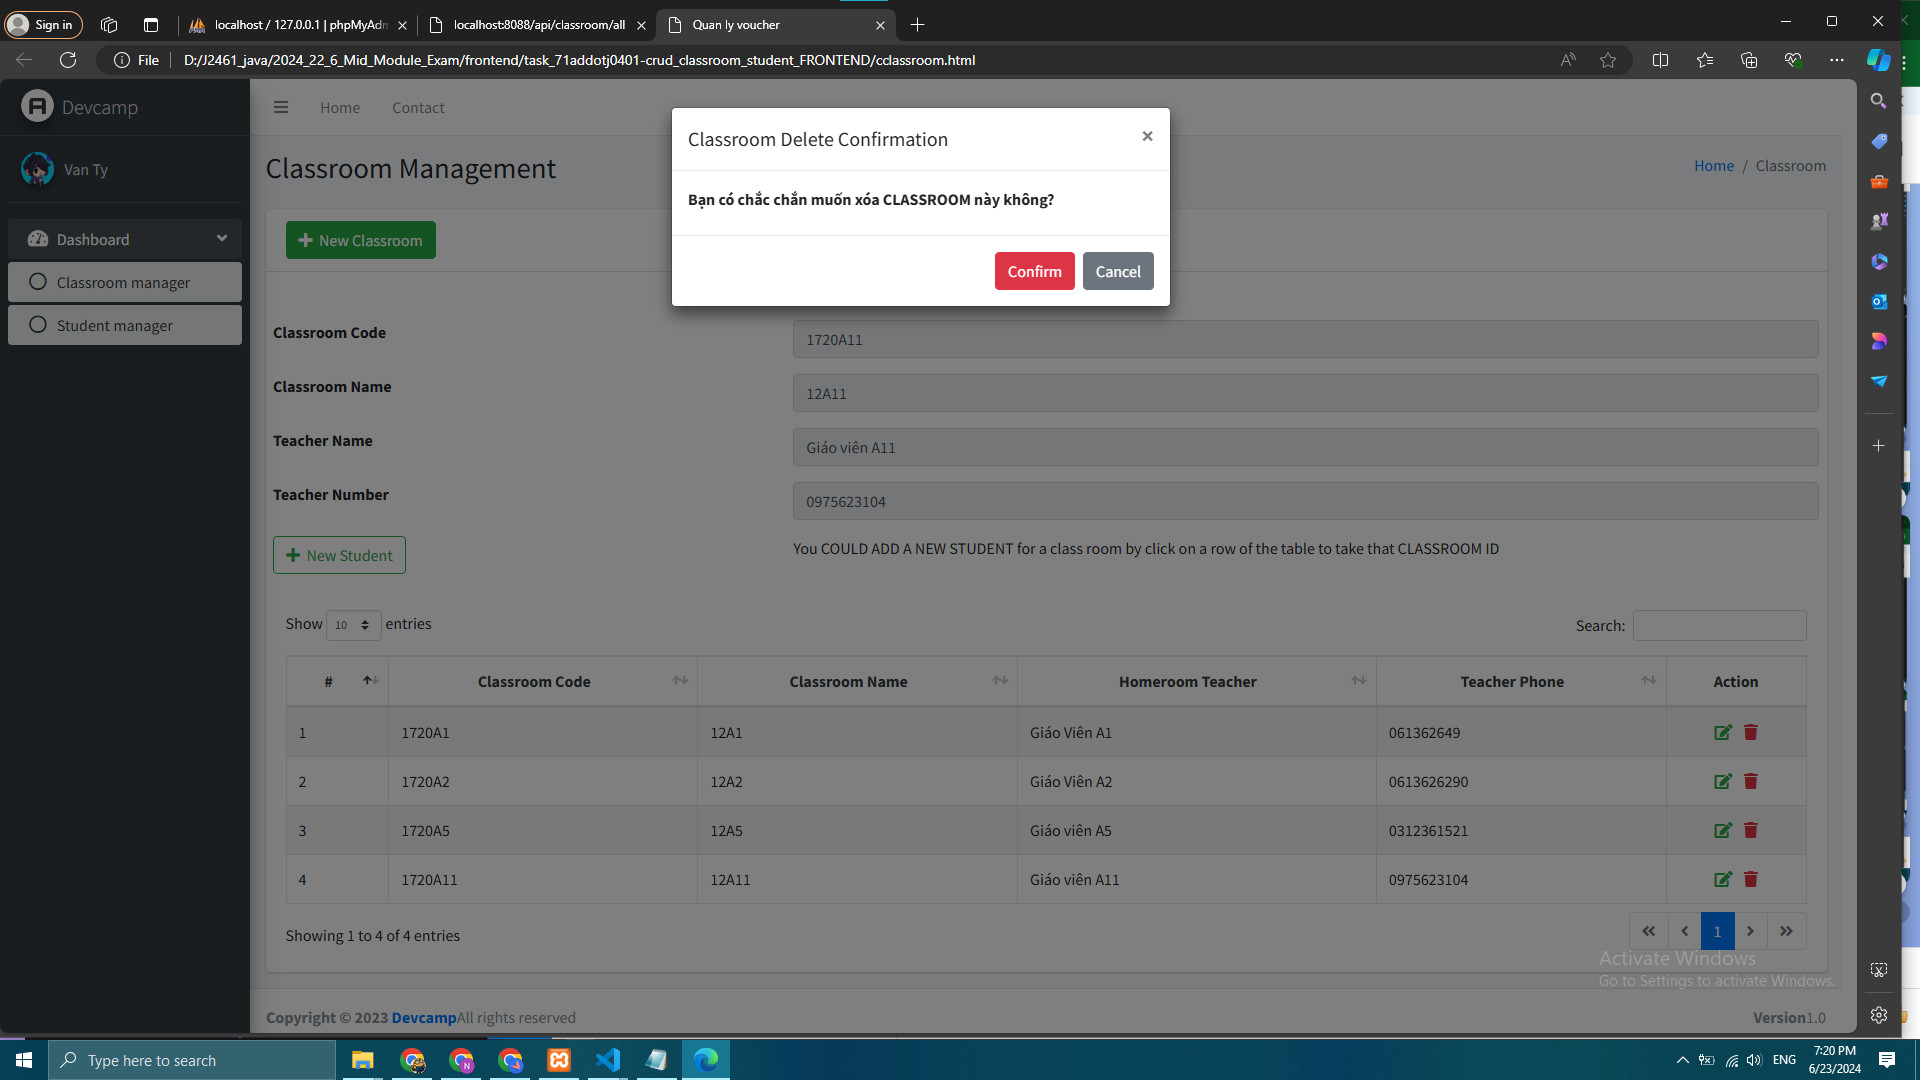 Sign in
localhost / 127.0.0.1 | phpMyAdm
localhost:8088/api/classroom/all
Quan ly voucher
File
D:/J2461_java/2024_22_6_Mid_Module_Exam/frontend/task_71addotj0401-crud_classroom_student_FRONTEND/cclassroom.html
Devcamp
Home
Contact
Van Ty
Dashboard
Classroom manager
Student manager
Classroom Management
Home / Classroom
New Classroom
Classroom Delete Confirmation
×
Bạn có chắc chắn muốn xóa CLASSROOM này không?
Confirm
Cancel
Classroom Code
1720A11
Classroom Name
12A11
Teacher Name
Giáo viên A11
Teacher Number
0975623104
New Student
You COULD ADD A NEW STUDENT for a class room by click on a row of the table to take that CLASSROOM ID
Show 10 entries
Search:
# Classroom Code Classroom Name Homeroom Teacher Teacher Phone Action
1 1720A1 12A1 Giáo Viên A1 061362649
2 1720A2 12A2 Giáo Viên A2 0613626290
3 1720A5 12A5 Giáo viên A5 0312361521
4 1720A11 12A11 Giáo viên A11 0975623104
Showing 1 to 4 of 4 entries
« ‹ 1 › »
Activate Windows
Go to Settings to activate Windows.
Copyright © 2023 DevcampAll rights reserved
Version1.0
Type here to search
ENG
7:20 PM
6/23/2024